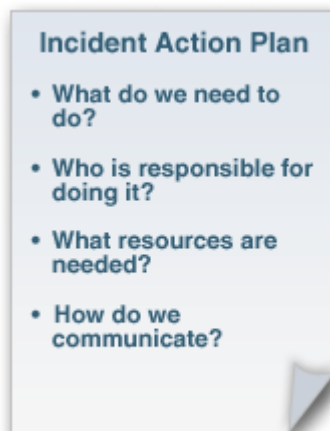 Incident Action Plan
• What do we need to
do?
• Who is responsible for
doing it?
• What resources are
needed?
• How do we
communicate?